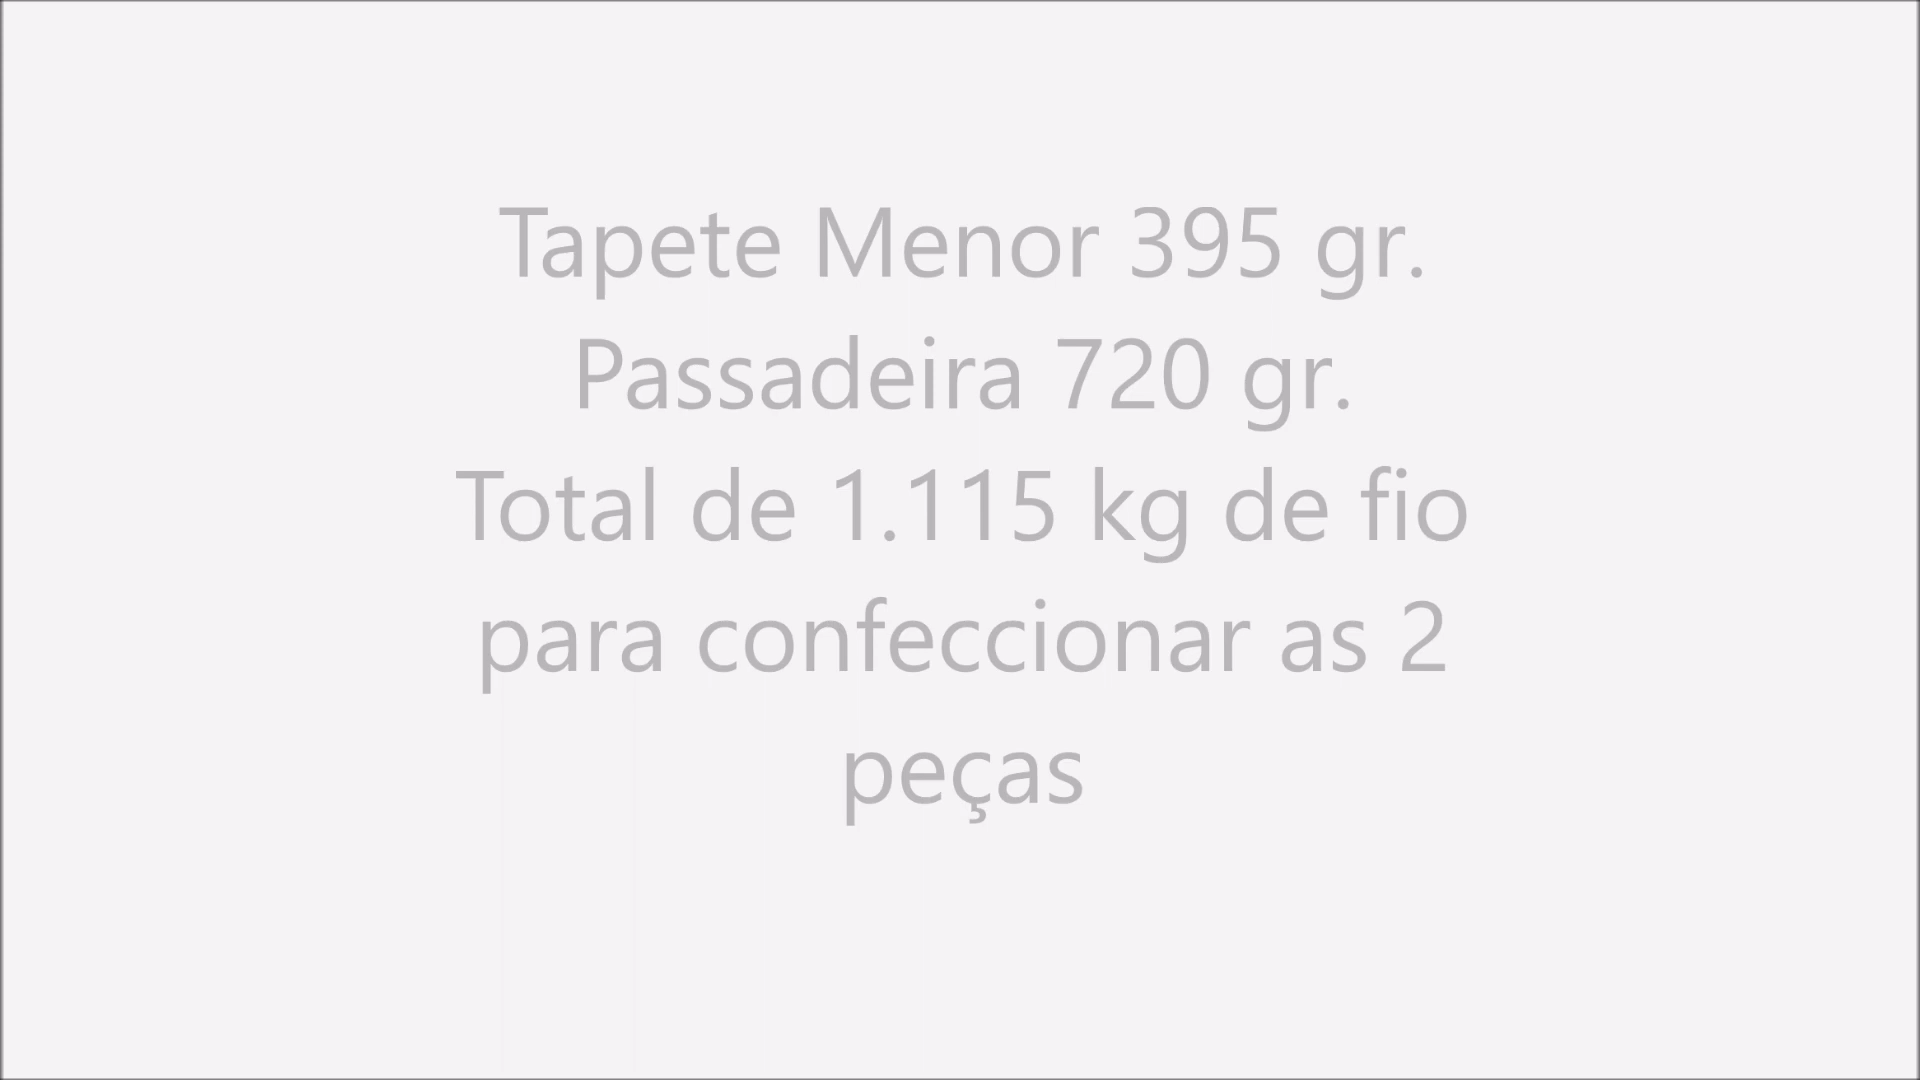 Tapete Menor 395 gr.
Passadeira 720 gr.
Total de 1.115 kg de fio
para confeccionar as 2
peças